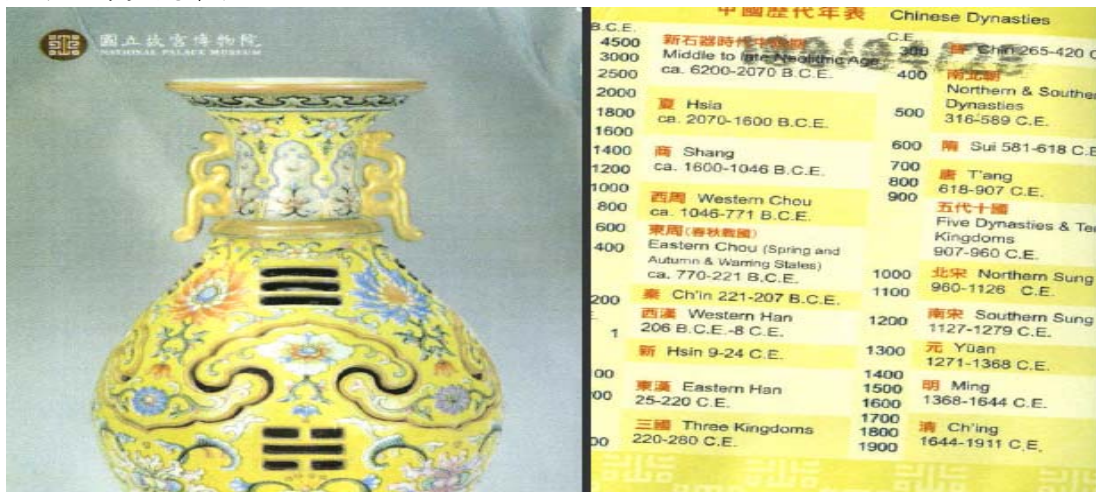 國立故宮博物院
NATIONAL PALACE MUSEUM
中國歷代年表 Chinese Dynasties
B.C.E.
4500
3000
2500
2000
1800
1600
1400
1200
1000
800
600
400
200
1
新石器時代
Middle to late Neolithic Age
ca. 6200-2070 B.C.E.
夏 Hsia
ca. 2070-1600 B.C.E.
商 Shang
ca. 1600-1046 B.C.E.
西周 Western Chou
ca. 1046-771 B.C.E.
東周(春秋戰國)
Eastern Chou (Spring and
Autumn & Warring States)
ca. 770-221 B.C.E.
秦 Ch'in 221-207 B.C.E.
西漢 Western Han
206 B.C.E.-8 C.E.
新 Hsin 9-24 C.E.
東漢 Eastern Han
25-220 C.E.
三國 Three Kingdoms
220-280 C.E.
C.E.
300
400
500
600
700
800
900
1000
1100
1200
1300
1400
1500
1600
1700
1800
1900
晉 Chin 265-420 C
南北朝
Northern & Southe
Dynasties
316-589 C.E.
隋 Sui 581-618 C.E
唐 T'ang
618-907 C.E.
五代十國
Five Dynasties & Te
Kingdoms
907-960 C.E.
北宋 Northern Sung
960-1126 C.E.
南宋 Southern Sung
1127-1279 C.E.
元 Yüan
1271-1368 C.E.
明 Ming
1368-1644 C.E.
清 Ch'ing
1644-1911 C.E.